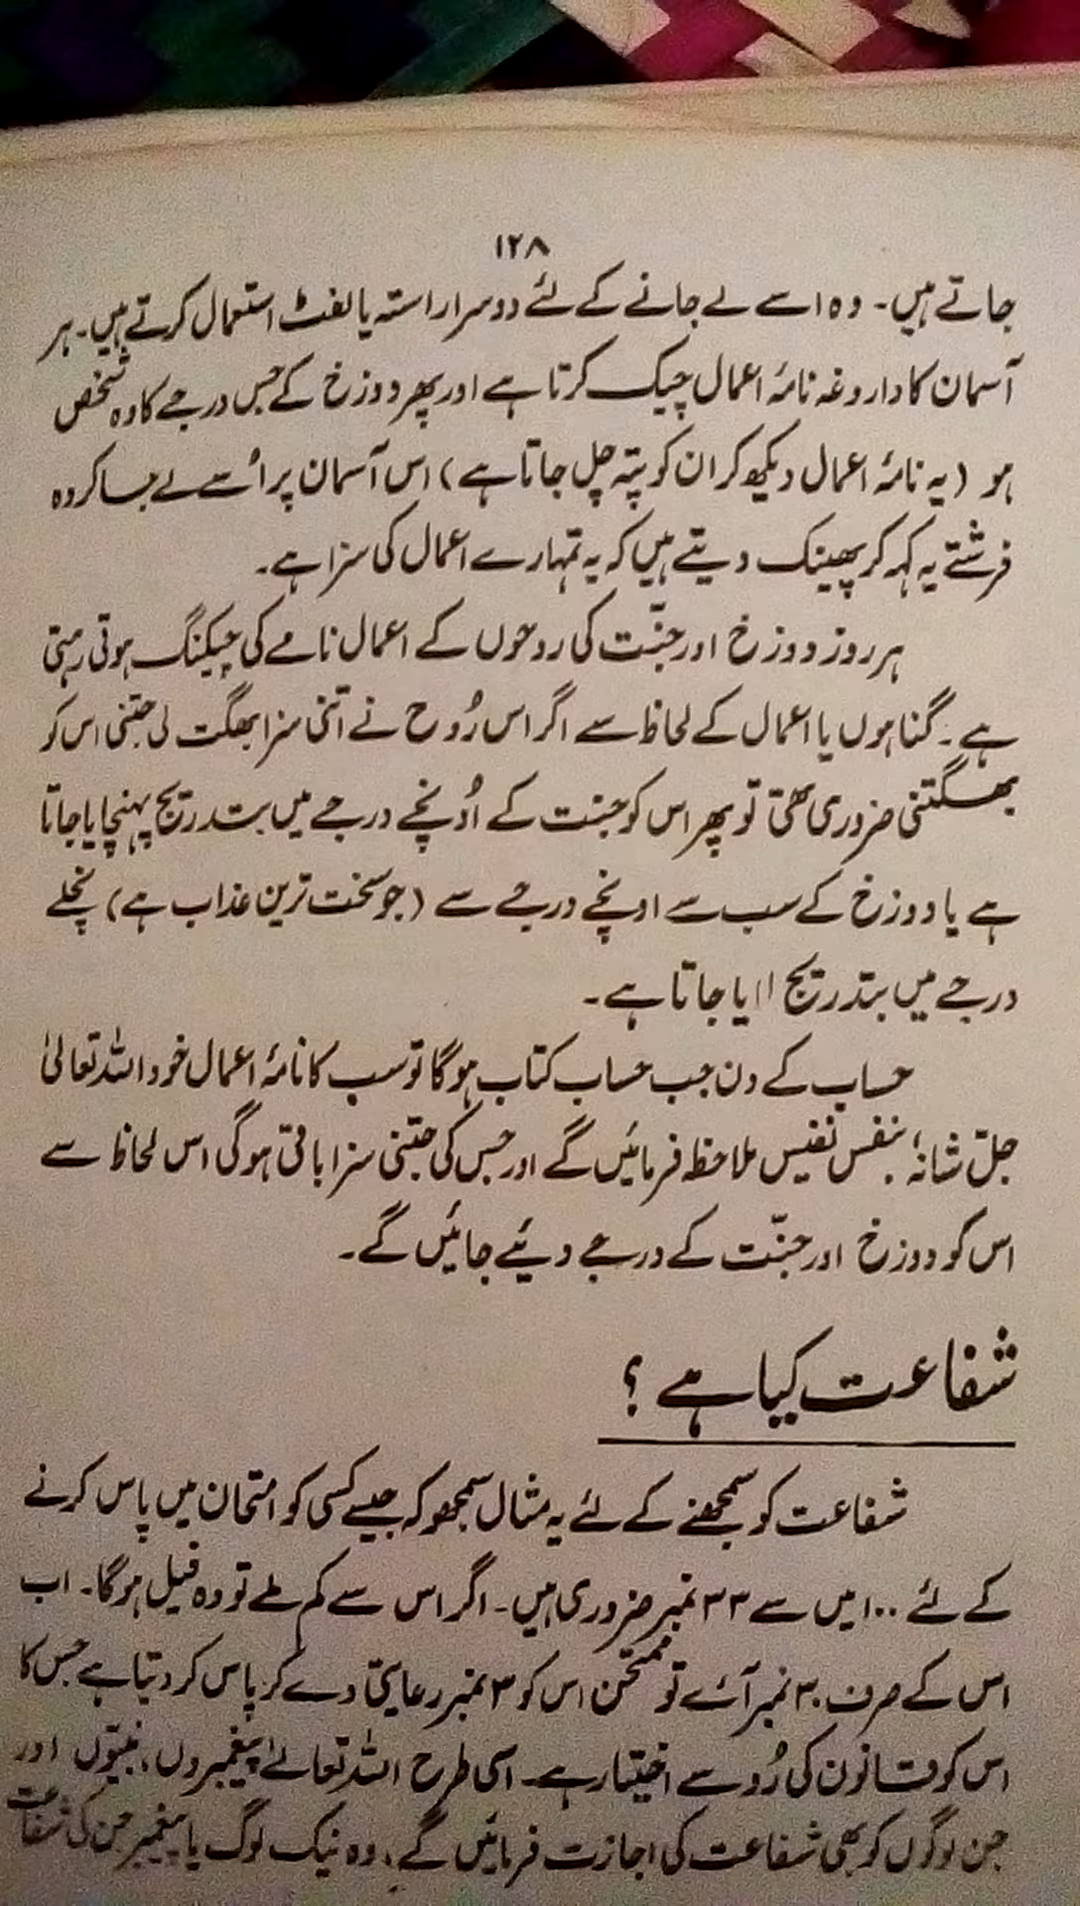 ۱۲۸
جاتے ہیں۔ وہ اسے لے جانے کے لئے دوسرا راستہ یا لفٹ استعمال کرتے ہیں۔ ہر
آسمان کا داروغہ نامۂ اعمال چیک کرتا ہے اور پھر دوزخ کے جس درجے کا وہ شخص
ہو (یہ نامۂ اعمال دیکھ کر ان کو پتہ چل جاتا ہے) اس آسمان پر اُسے لے جا کر وہ
فرشتے یہ کہہ کر پھینک دیتے ہیں کہ یہ تمہارے اعمال کی سزا ہے۔
ہر روز دوزخ اور جنّت کی روحوں کے اعمال نامے کی چیکنگ ہوتی رہتی
ہے۔ گناہوں یا اعمال کے لحاظ سے اگر اس رُوح نے اتنی سزا بھگت لی جتنی اس کو
بھگتنی ضروری تھی تو پھر اس کو جنت کے اُونچے درجے میں بتدریج پہنچایا جاتا
ہے یا دوزخ کے سب سے اونچے درجے سے (جو سخت ترین عذاب ہے) نچلے
درجے میں بتدریج لایا جاتا ہے۔
حساب کے دن جب حساب کتاب ہوگا تو سب کا نامۂ اعمال خود اللہ تعالیٰ
جلّ شانہٗ بنفس نفیس ملاحظہ فرمائیں گے اور جس کی جتنی سزا باقی ہوگی اس لحاظ سے
اس کو دوزخ اور جنّت کے درجے دئیے جائیں گے۔
شفاعت کیا ہے؟
شفاعت کو سمجھنے کے لئے یہ مثال سمجھو کہ جیسے کسی کو امتحان میں پاس کرنے
کے لئے ۱۰۰ میں سے ۳۳ نمبر ضروری ہیں۔ اگر اس سے کم ملے تو وہ فیل ہوگا۔ اب
اس کے صرف ۳۰ نمبر آئے تو ممتحن اس کو ۳ نمبر رعایتی دے کر پاس کر دیتا ہے جس کا
اس کو قانون کی رُو سے اختیار ہے۔ اسی طرح اللہ تعالےٰ پیغمبروں، نبیّوں اور
جن لوگوں کو بھی شفاعت کی اجازت فرمائیں گے، وہ نیک لوگ یا پیغمبر جن کی شفاعت